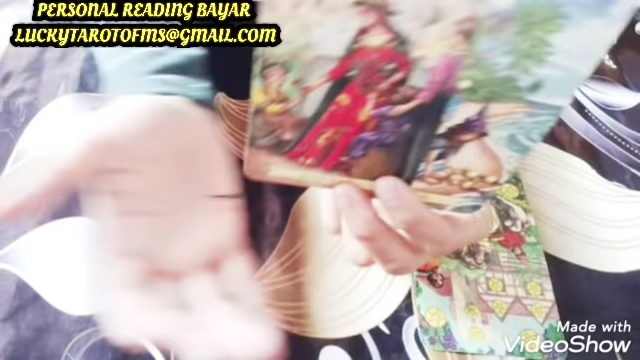 PERSONAL READING BAYAR
LUCKYTAROTOFMS@GMAIL.COM
Made with
VideoShow